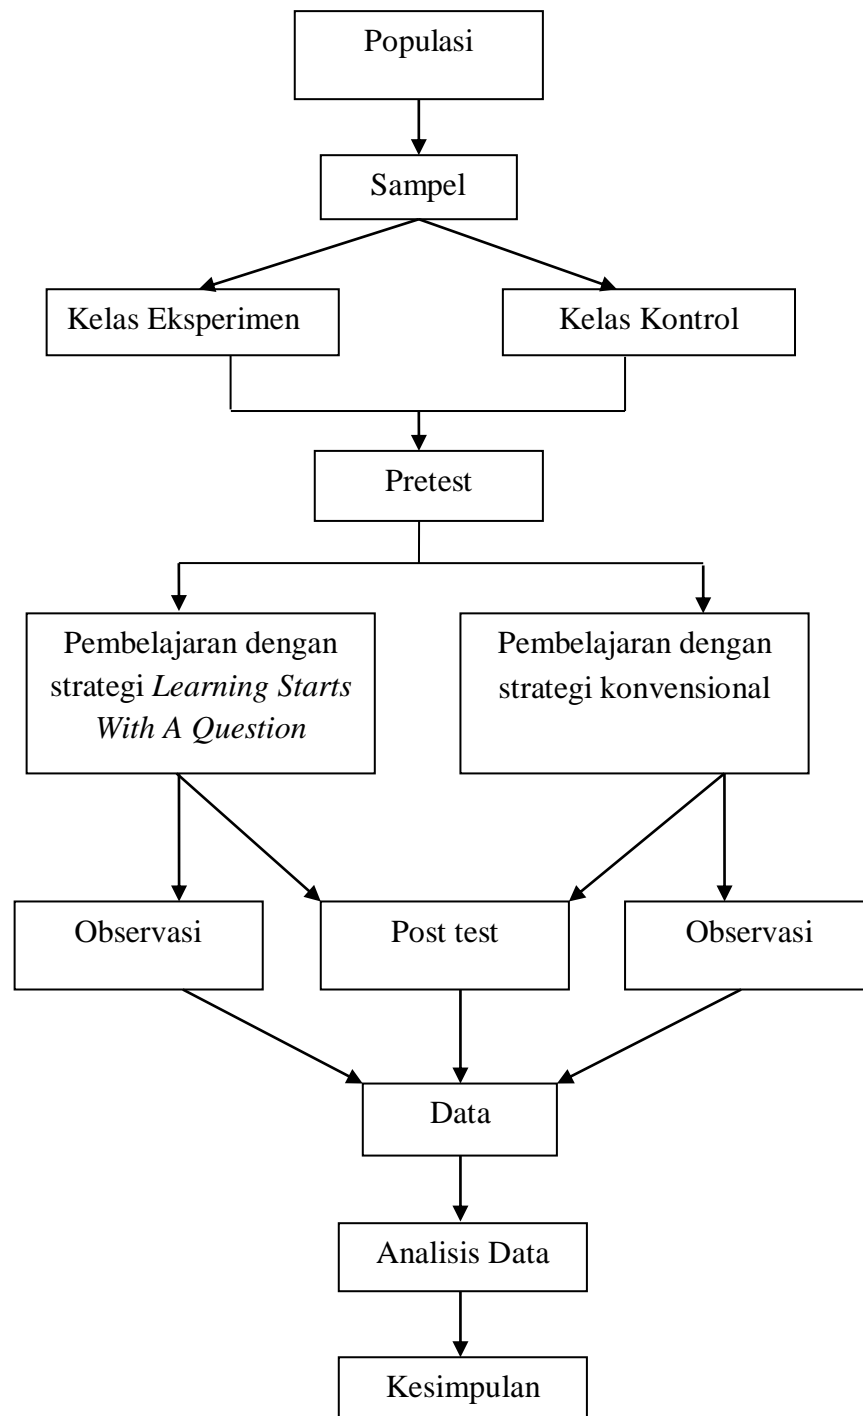 Populasi
Sampel
Kelas Eksperimen
Kelas Kontrol
Pretest
Pembelajaran dengan
strategi Learning Starts
With A Question
Pembelajaran dengan
strategi konvensional
Observasi
Post test
Observasi
Data
Analisis Data
Kesimpulan